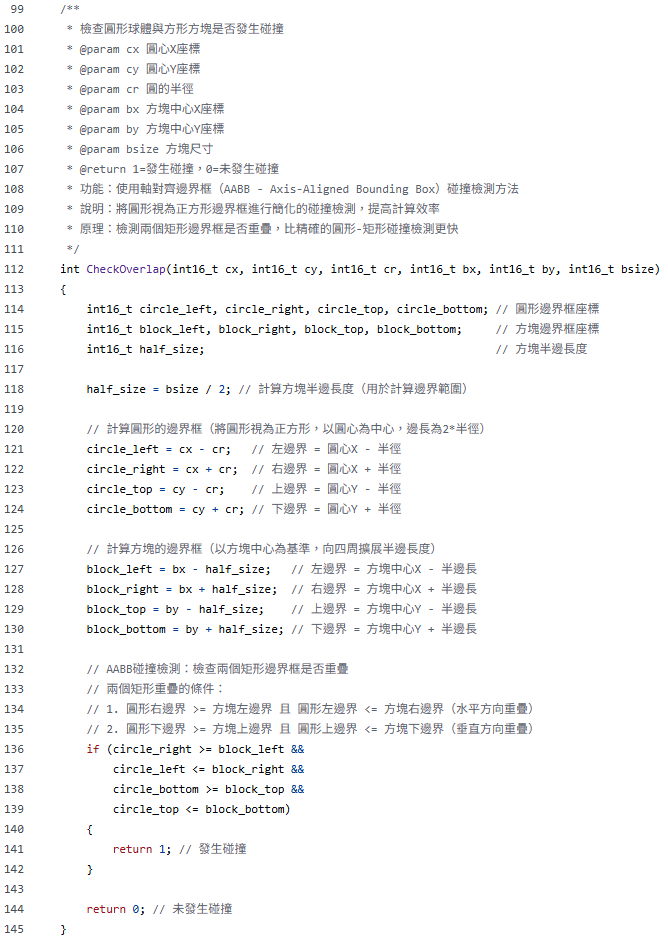 99 /**
100 * 檢查圓形球體與方形方塊是否發生碰撞
101 * @param cx 圓心X座標
102 * @param cy 圓心Y座標
103 * @param cr 圓的半徑
104 * @param bx 方塊中心X座標
105 * @param by 方塊中心Y座標
106 * @param bsize 方塊尺寸
107 * @return 1=發生碰撞，0=未發生碰撞
108 * 功能：使用軸對齊邊界框（AABB - Axis-Aligned Bounding Box）碰撞檢測方法
109 * 說明：將圓形視為正方形邊界框進行簡化的碰撞檢測，提高計算效率
110 * 原理：檢測兩個矩形邊界框是否重疊，比精確的圓形-矩形碰撞檢測更快
111 */
112 int CheckOverlap(int16_t cx, int16_t cy, int16_t cr, int16_t bx, int16_t by, int16_t bsize)
113 {
114 int16_t circle_left, circle_right, circle_top, circle_bottom; // 圓形邊界框座標
115 int16_t block_left, block_right, block_top, block_bottom; // 方塊邊界框座標
116 int16_t half_size; // 方塊半邊長度
117
118 half_size = bsize / 2; // 計算方塊半邊長度（用於計算邊界範圍）
119
120 // 計算圓形的邊界框（將圓形視為正方形，以圓心為中心，邊長為2*半徑）
121 circle_left = cx - cr; // 左邊界 = 圓心X - 半徑
122 circle_right = cx + cr; // 右邊界 = 圓心X + 半徑
123 circle_top = cy - cr; // 上邊界 = 圓心Y - 半徑
124 circle_bottom = cy + cr; // 下邊界 = 圓心Y + 半徑
125
126 // 計算方塊的邊界框（以方塊中心為基準，向四周擴展半邊長度）
127 block_left = bx - half_size; // 左邊界 = 方塊中心X - 半邊長
128 block_right = bx + half_size; // 右邊界 = 方塊中心X + 半邊長
129 block_top = by - half_size; // 上邊界 = 方塊中心Y - 半邊長
130 block_bottom = by + half_size; // 下邊界 = 方塊中心Y + 半邊長
131
132 // AABB碰撞檢測：檢查兩個矩形邊界框是否重疊
133 // 兩個矩形重疊的條件：
134 // 1. 圓形右邊界 >= 方塊左邊界 且 圓形左邊界 <= 方塊右邊界（水平方向重疊）
135 // 2. 圓形下邊界 >= 方塊上邊界 且 圓形上邊界 <= 方塊下邊界（垂直方向重疊）
136 if (circle_right >= block_left &&
137 circle_left <= block_right &&
138 circle_bottom >= block_top &&
139 circle_top <= block_bottom)
140 {
141 return 1; // 發生碰撞
142 }
143
144 return 0; // 未發生碰撞
145 }